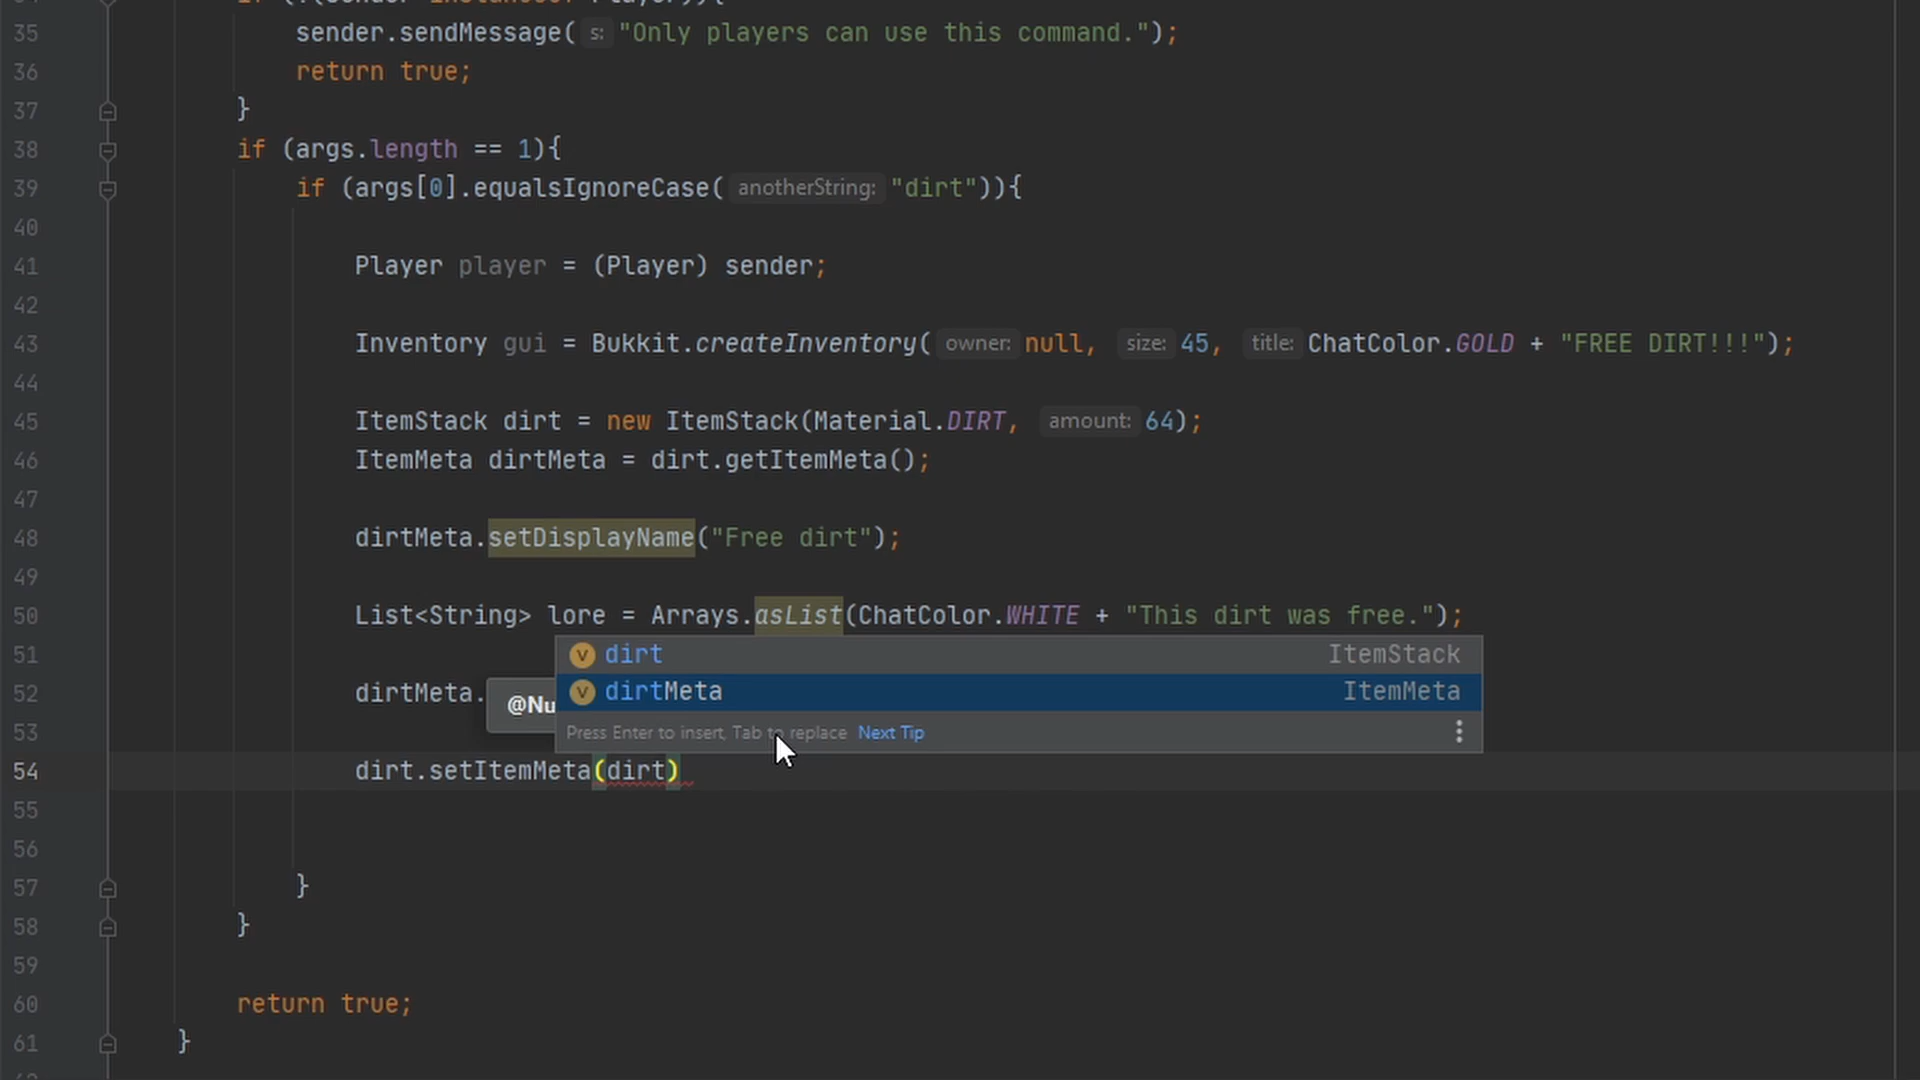 if (!(sender instanceof Player)){
35 sender.sendMessage( s: "Only players can use this command.");
36 return true;
37 }
38 if (args.length == 1){
39 if (args[0].equalsIgnoreCase( anotherString: "dirt")){
40
41 Player player = (Player) sender;
42
43 Inventory gui = Bukkit.createInventory( owner: null, size: 45, title: ChatColor.GOLD + "FREE DIRT!!!");
44
45 ItemStack dirt = new ItemStack(Material.DIRT, amount: 64);
46 ItemMeta dirtMeta = dirt.getItemMeta();
47
48 dirtMeta.setDisplayName("Free dirt");
49
50 List<String> lore = Arrays.asList(ChatColor.WHITE + "This dirt was free.");
51 dirt ItemStack
52 dirtMeta. @Nu dirtMeta ItemMeta
53 Press Enter to insert, Tab to replace Next Tip
54 dirt.setItemMeta(dirt)
55
56
57 }
58 }
59
60 return true;
61 }